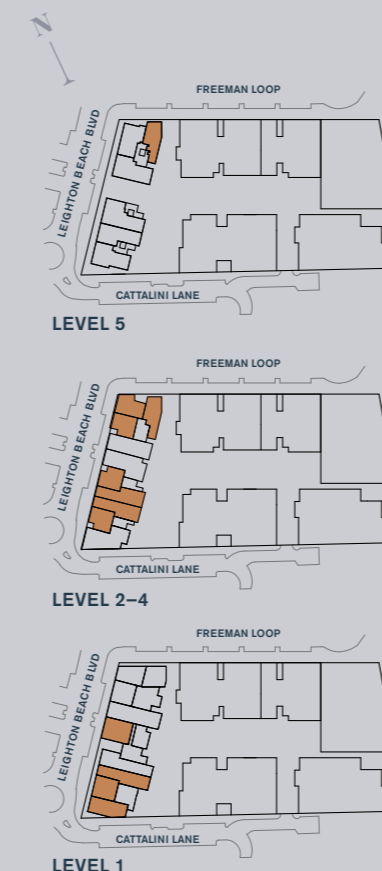 N
FREEMAN LOOP
LEIGHTON BEACH BLVD
CATTALINI LANE
LEVEL 5
FREEMAN LOOP
LEIGHTON BEACH BLVD
CATTALINI LANE
LEVEL 2–4
FREEMAN LOOP
LEIGHTON BEACH BLVD
CATTALINI LANE
LEVEL 1